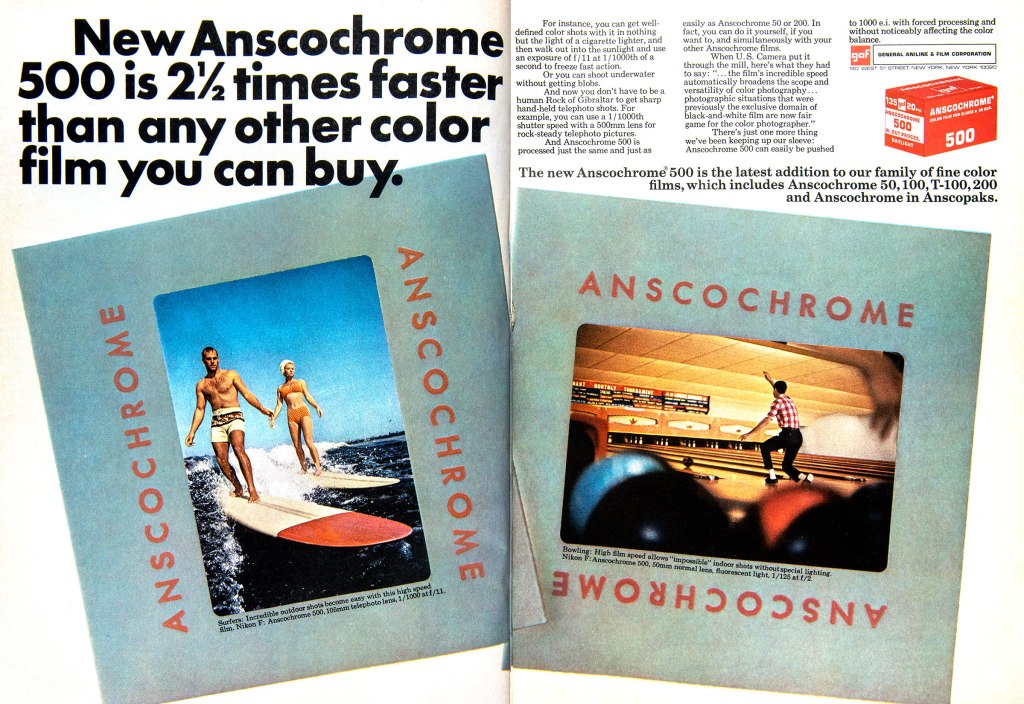 New Anscochrome
500 is 2½ times faster
than any other color
film you can buy.
For instance, you can get well-
defined color shots with it in nothing
but the light of a cigarette lighter, and
then walk out into the sunlight and use
an exposure of f/11 at 1/1000th of a
second to freeze fast action.
Or you can shoot underwater
without getting blobs.
And now you don't have to be a
human Rock of Gibraltar to get sharp
hand-held telephoto shots. For
example, you can use a 1/1000th
shutter speed with a 500mm lens for
rock-steady telephoto pictures.
And Anscochrome 500 is
processed just the same and just as
easily as Anscochrome 50 or 200. In
fact, you can do it yourself, if you
want to, and simultaneously with your
other Anscochrome films.
When U.S. Camera put it
through the mill, here's what they had
to say: "...the film's incredible speed
automatically broadens the scope and
versatility of color photography...
photographic situations that were
previously the exclusive domain of
black-and-white film are now fair
game for the color photographer."
There's just one more thing
we've been keeping up our sleeve:
Anscochrome 500 can easily be pushed
to 1000 e.i. with forced processing and
without noticeably affecting the color
balance.
gaf GENERAL ANILINE & FILM CORPORATION
140 WEST 51 STREET, NEW YORK, NEW YORK 10020
135 gaf 20 exp.
ANSCOCHROME
500
DAYLIGHT
ANSCOCHROME®
500
The new Anscochrome® 500 is the latest addition to our family of fine color
films, which includes Anscochrome 50, 100, T-100, 200
and Anscochrome in Anscopaks.
ANSCOCHROME
ANSCOCHROME
Surfers: Incredible outdoor shots become easy with this high speed
film. Nikon F: Anscochrome 500, 105mm telephoto lens, 1/1000 at f/11.
ANSCOCHROME
MONTHLY TOURNAMENT
Bowling: High film speed allows "impossible" indoor shots without special lighting.
Nikon F: Anscochrome 500, 50mm normal lens, fluorescent light, 1/125 at f/2.
ANSCOCHROME